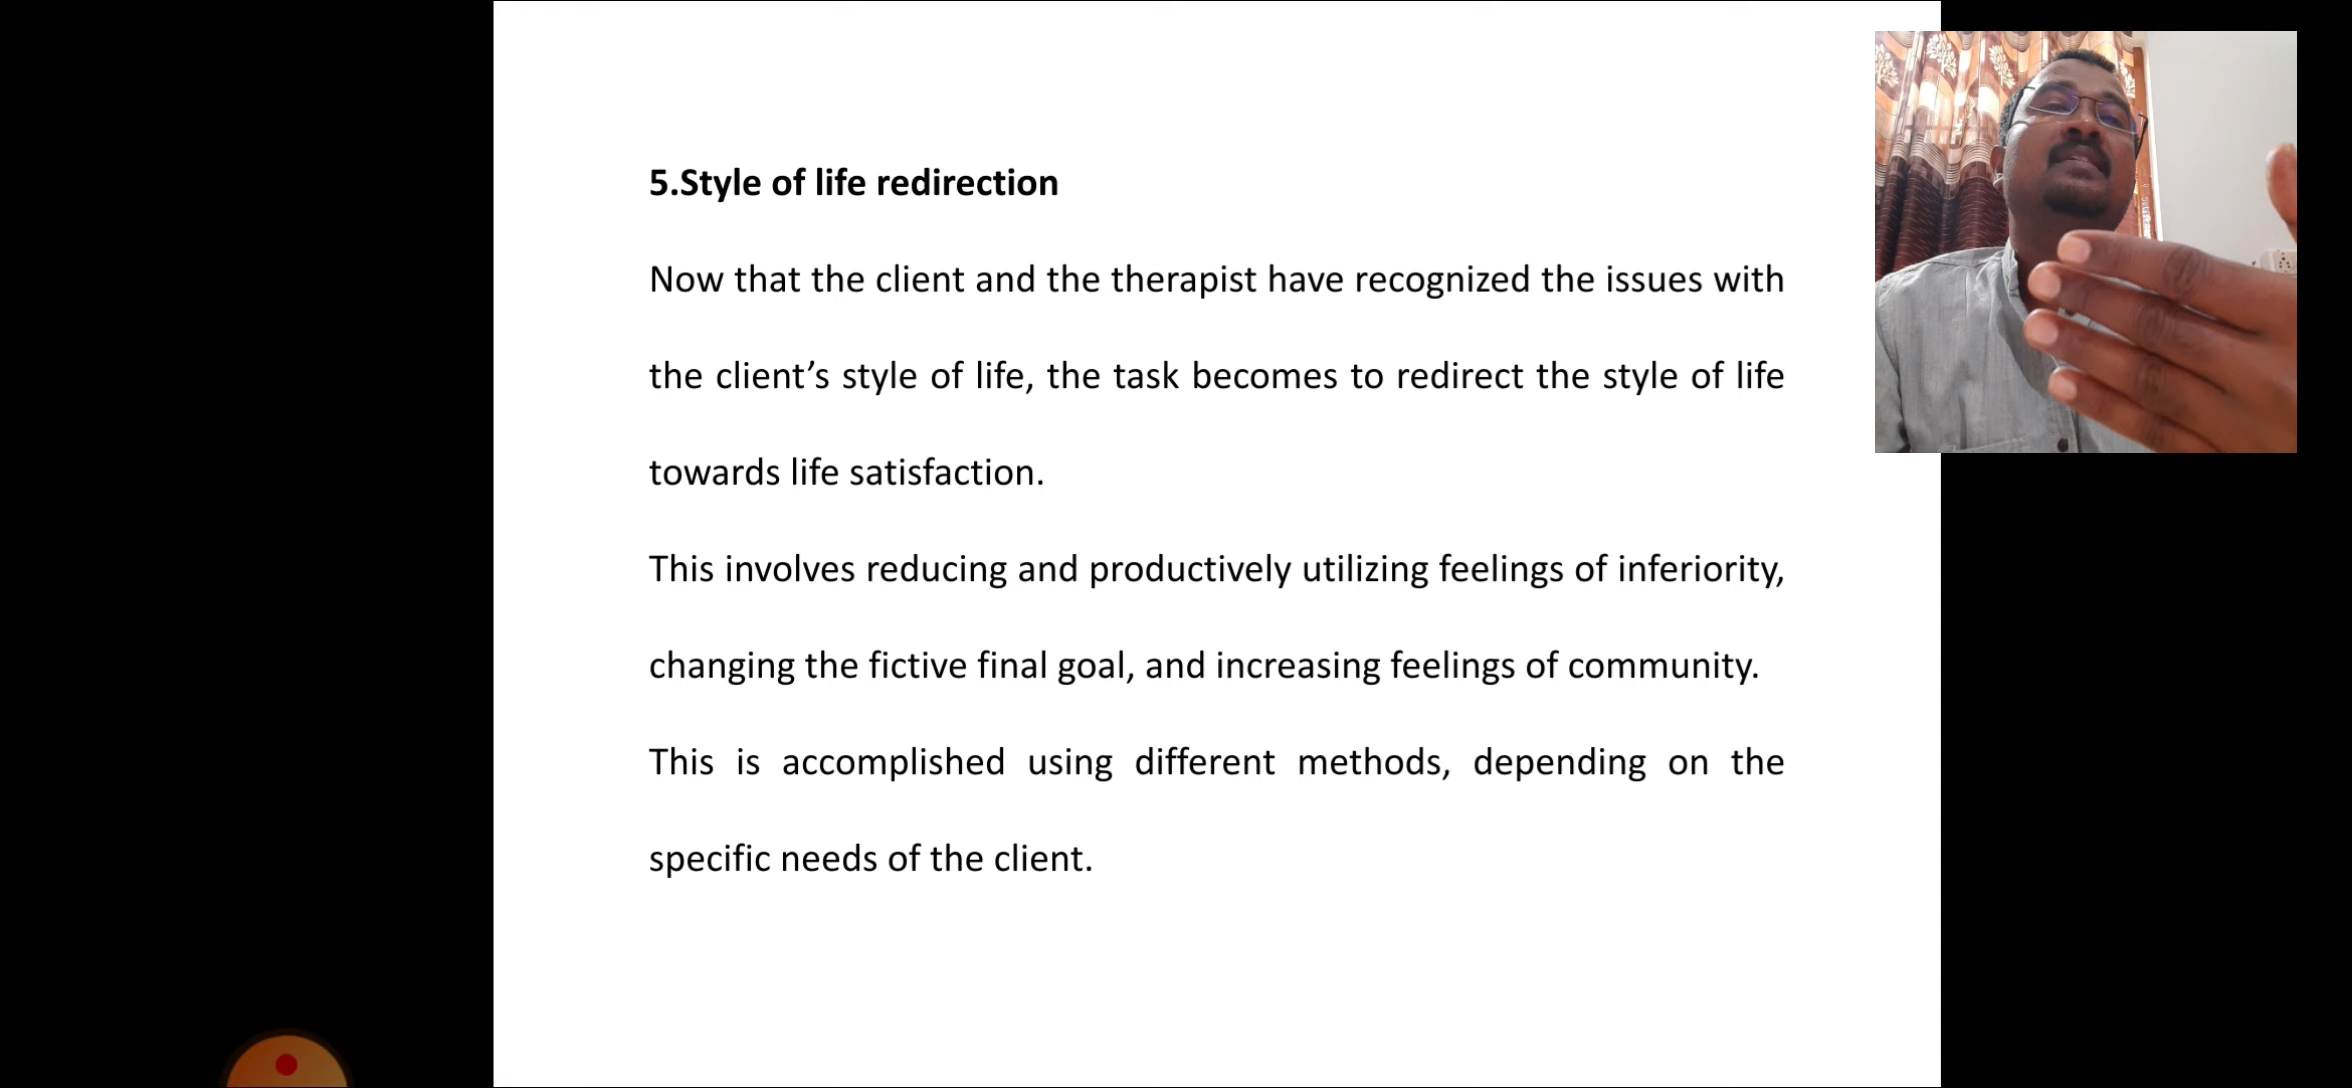 5.Style of life redirection
Now that the client and the therapist have recognized the issues with
the client’s style of life, the task becomes to redirect the style of life
towards life satisfaction.
This involves reducing and productively utilizing feelings of inferiority,
changing the fictive final goal, and increasing feelings of community.
This is accomplished using different methods, depending on the
specific needs of the client.